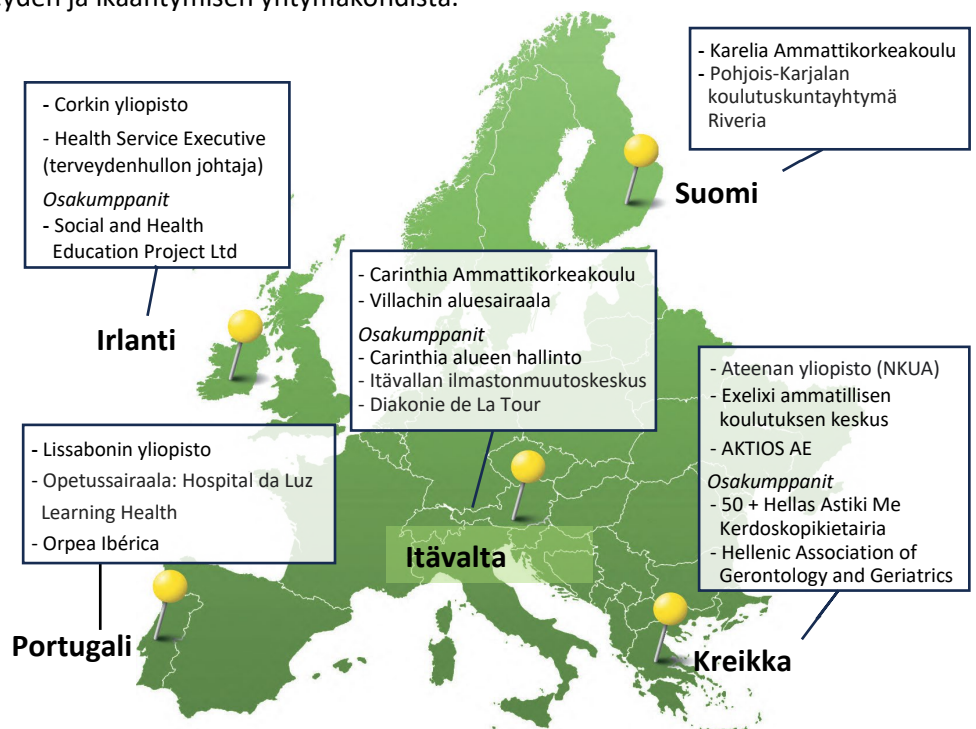 ja ikääntymisen yhtymäkohdista.
- Karelia Ammattikorkeakoulu
- Pohjois-Karjalan
koulutuskuntayhtymä
Riveria
Suomi
- Corkin yliopisto
- Health Service Executive
(terveydenhullon johtaja)
Osakumppanit
- Social and Health
Education Project Ltd
Irlanti
- Carinthia Ammattikorkeakoulu
- Villachin aluesairaala
Osakumppanit
- Carinthia alueen hallinto
- Itävallan ilmastonmuutoskeskus
- Diakonie de La Tour
Itävalta
- Ateenan yliopisto (NKUA)
- Exelixi ammatillisen
koulutuksen keskus
- AKTIOS AE
Osakumppanit
- 50 + Hellas Astiki Me
Kerdoskopikietairia
- Hellenic Association of
Gerontology and Geriatrics
Kreikka
- Lissabonin yliopisto
- Opetussairaala: Hospital da Luz
Learning Health
- Orpea Ibérica
Portugali